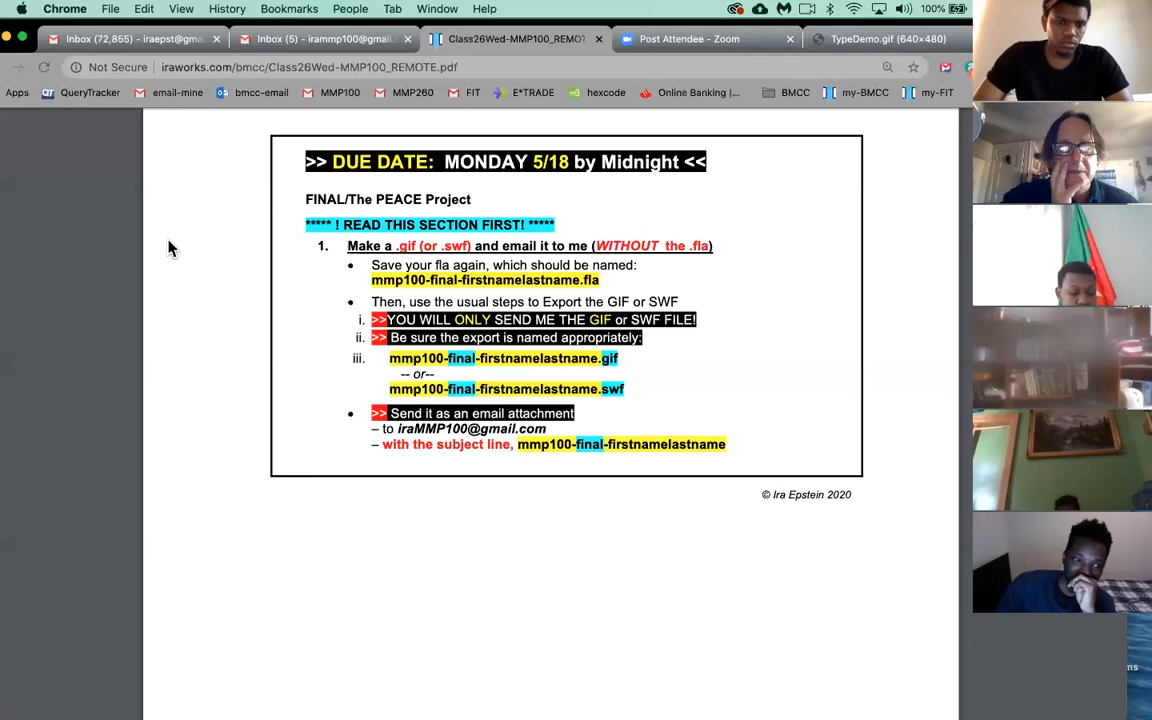 Chrome File Edit View History Bookmarks People Tab Window Help 100%
Inbox (72,855) - iraepst@gma Inbox (5) - irammp100@gmail. Class26Wed-MMP100_REMOT Post Attendee - Zoom TypeDemo.gif (640×480)
Not Secure | iraworks.com/bmcc/Class26Wed-MMP100_REMOTE.pdf
Apps QueryTracker email-mine bmcc-email MMP100 MMP260 FIT E*TRADE hexcode Online Banking |... BMCC my-BMCC my-FIT
>> DUE DATE: MONDAY 5/18 by Midnight <<
FINAL/The PEACE Project
***** ! READ THIS SECTION FIRST! *****
1. Make a .gif (or .swf) and email it to me (WITHOUT the .fla)
• Save your fla again, which should be named:
mmp100-final-firstnamelastname.fla
• Then, use the usual steps to Export the GIF or SWF
i. >>YOU WILL ONLY SEND ME THE GIF or SWF FILE!
ii. >> Be sure the export is named appropriately:
iii. mmp100-final-firstnamelastname.gif
-- or--
mmp100-final-firstnamelastname.swf
• >> Send it as an email attachment
– to iraMMP100@gmail.com
– with the subject line, mmp100-final-firstnamelastname
© Ira Epstein 2020
ms